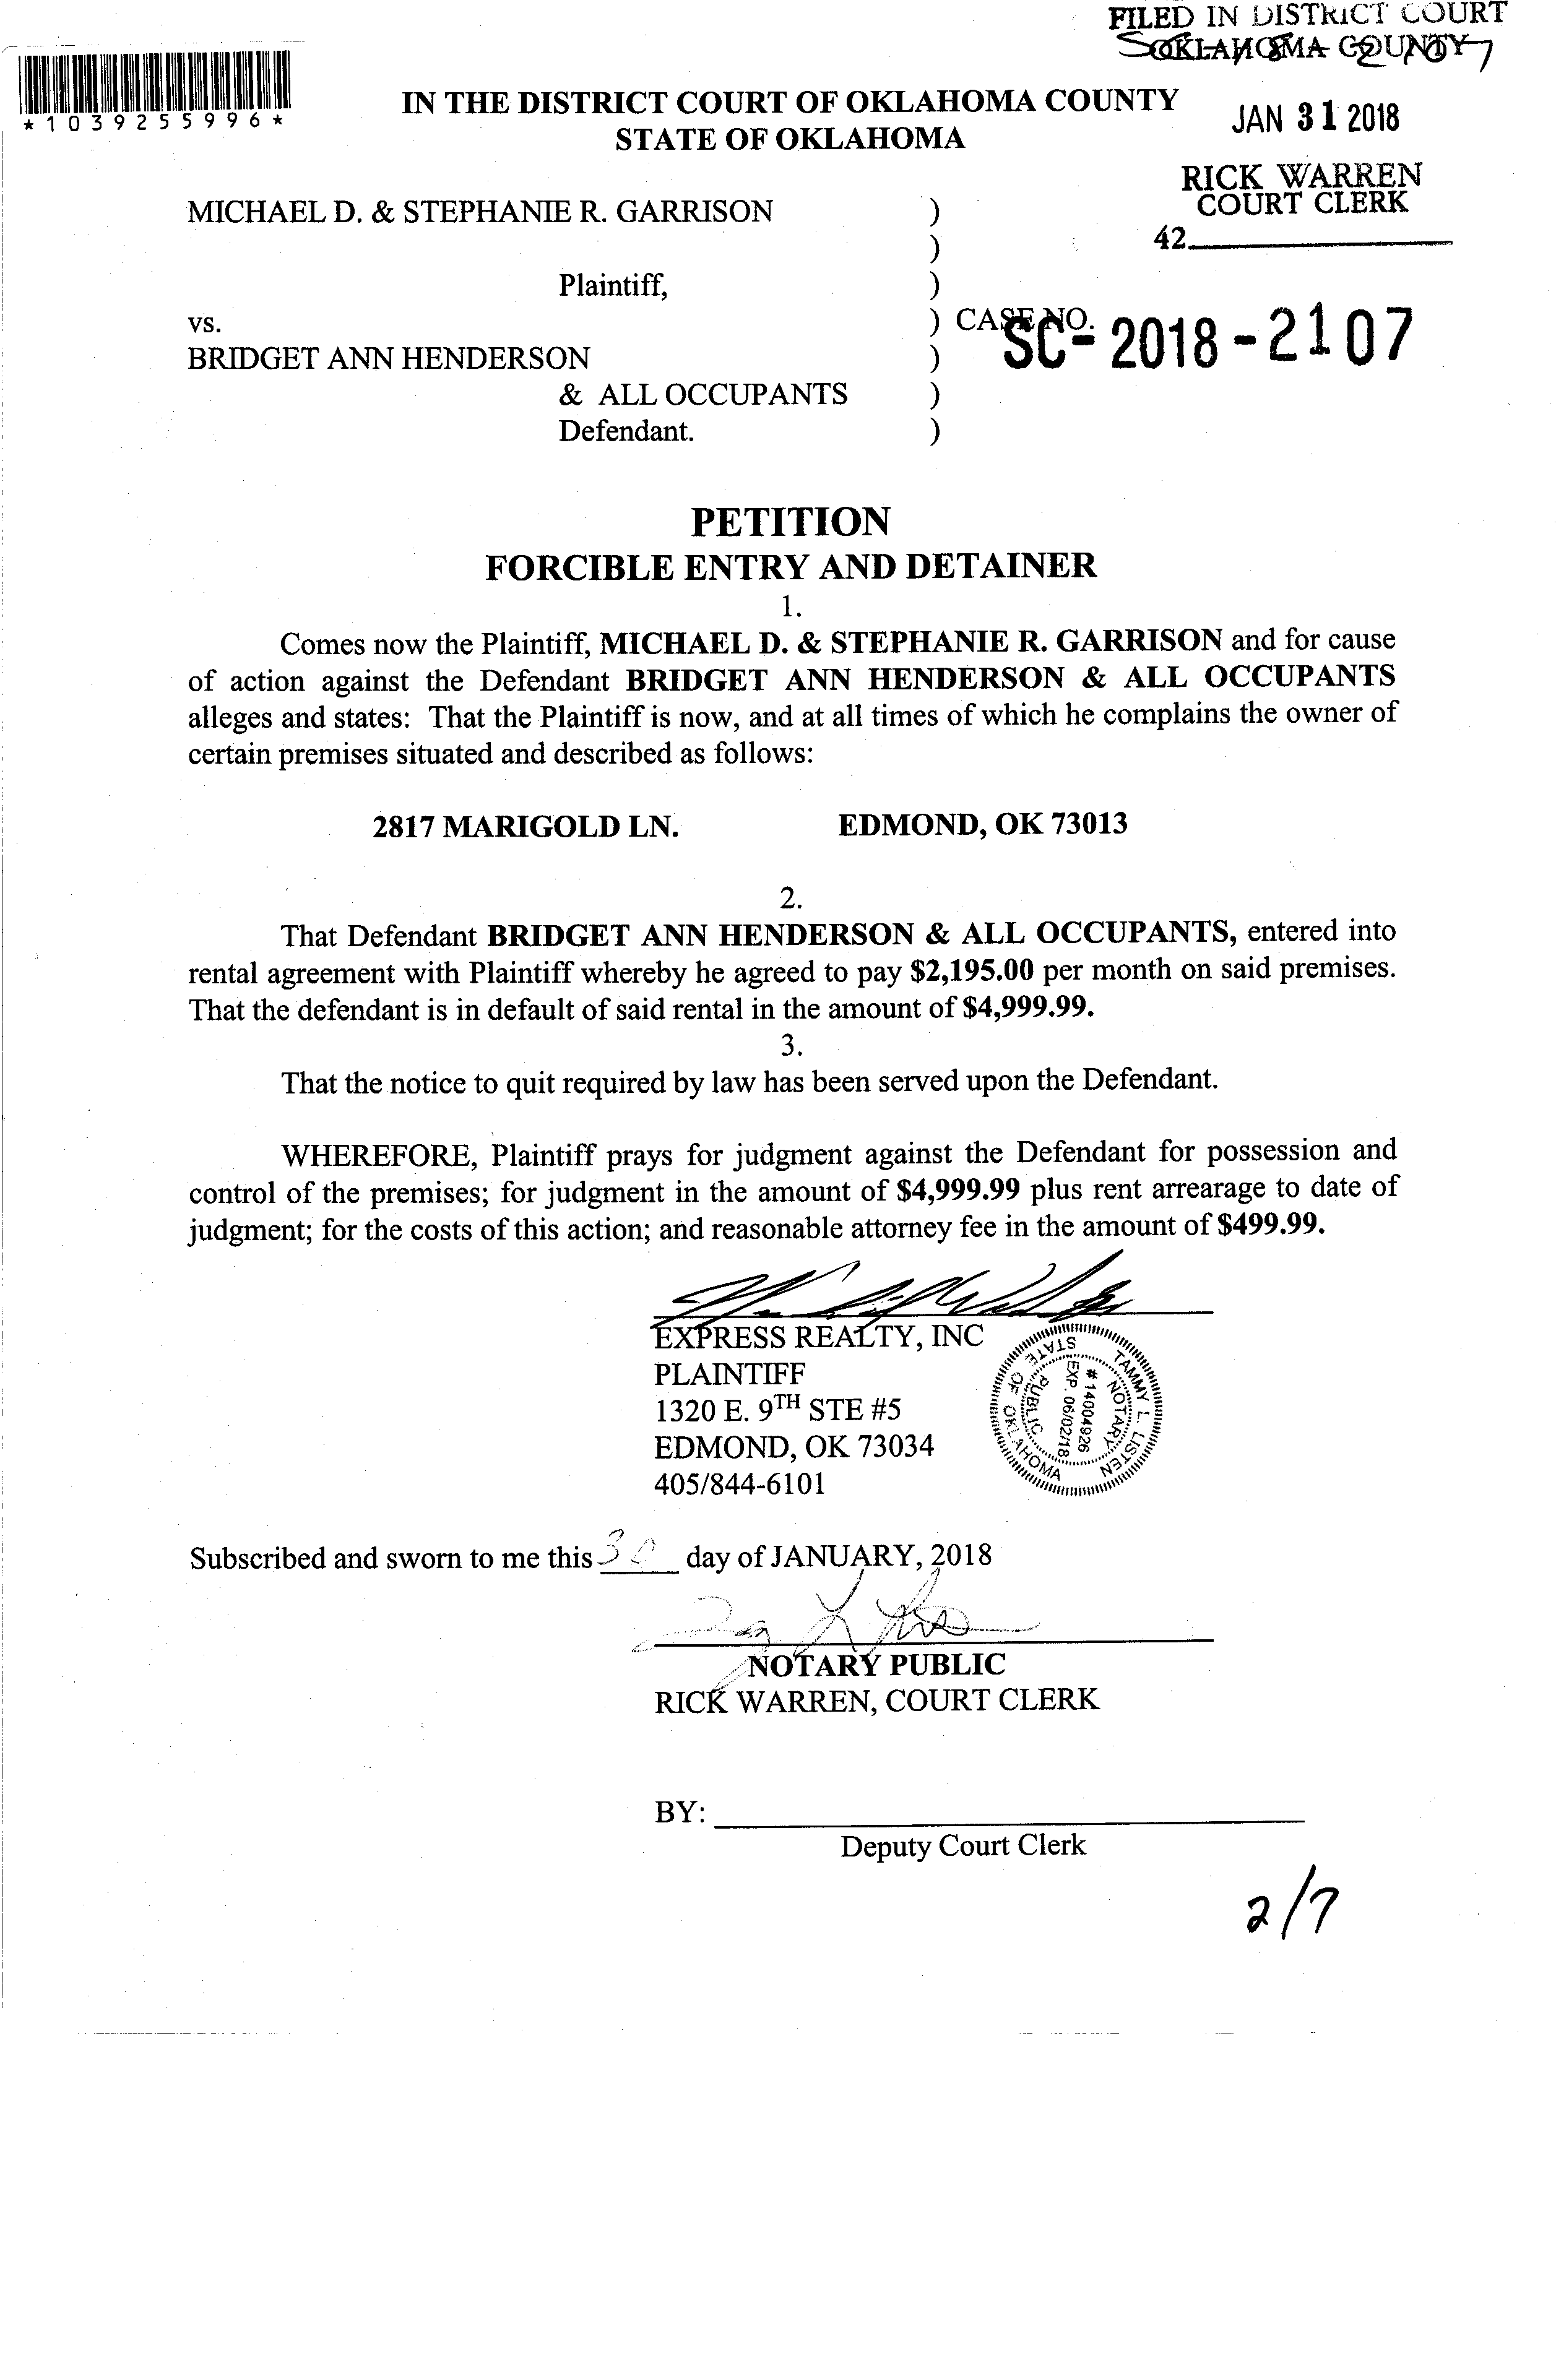 FILED IN DISTRICT COURT
OKLAHOMA COUNTY
*1039255996*
IN THE DISTRICT COURT OF OKLAHOMA COUNTY
STATE OF OKLAHOMA
JAN 31 2018
RICK WARREN
COURT CLERK
42
MICHAEL D. & STEPHANIE R. GARRISON )
)
Plaintiff, )
vs. ) CASE NO. SC-2018-2107
BRIDGET ANN HENDERSON )
& ALL OCCUPANTS )
Defendant. )
PETITION
FORCIBLE ENTRY AND DETAINER
1.
Comes now the Plaintiff, MICHAEL D. & STEPHANIE R. GARRISON and for cause
of action against the Defendant BRIDGET ANN HENDERSON & ALL OCCUPANTS
alleges and states: That the Plaintiff is now, and at all times of which he complains the owner of
certain premises situated and described as follows:
2817 MARIGOLD LN. EDMOND, OK 73013
2.
That Defendant BRIDGET ANN HENDERSON & ALL OCCUPANTS, entered into
rental agreement with Plaintiff whereby he agreed to pay $2,195.00 per month on said premises.
That the defendant is in default of said rental in the amount of $4,999.99.
3.
That the notice to quit required by law has been served upon the Defendant.
WHEREFORE, Plaintiff prays for judgment against the Defendant for possession and
control of the premises; for judgment in the amount of $4,999.99 plus rent arrearage to date of
judgment; for the costs of this action; and reasonable attorney fee in the amount of $499.99.
EXPRESS REALTY, INC
PLAINTIFF
1320 E. 9TH STE #5
EDMOND, OK 73034
405/844-6101
TAMMY L. LISTEN
NOTARY
# 14004926
EXP. 06/02/18
PUBLIC
STATE OF OKLAHOMA
Subscribed and sworn to me this 30 day of JANUARY, 2018
NOTARY PUBLIC
RICK WARREN, COURT CLERK
BY:
Deputy Court Clerk
2/7